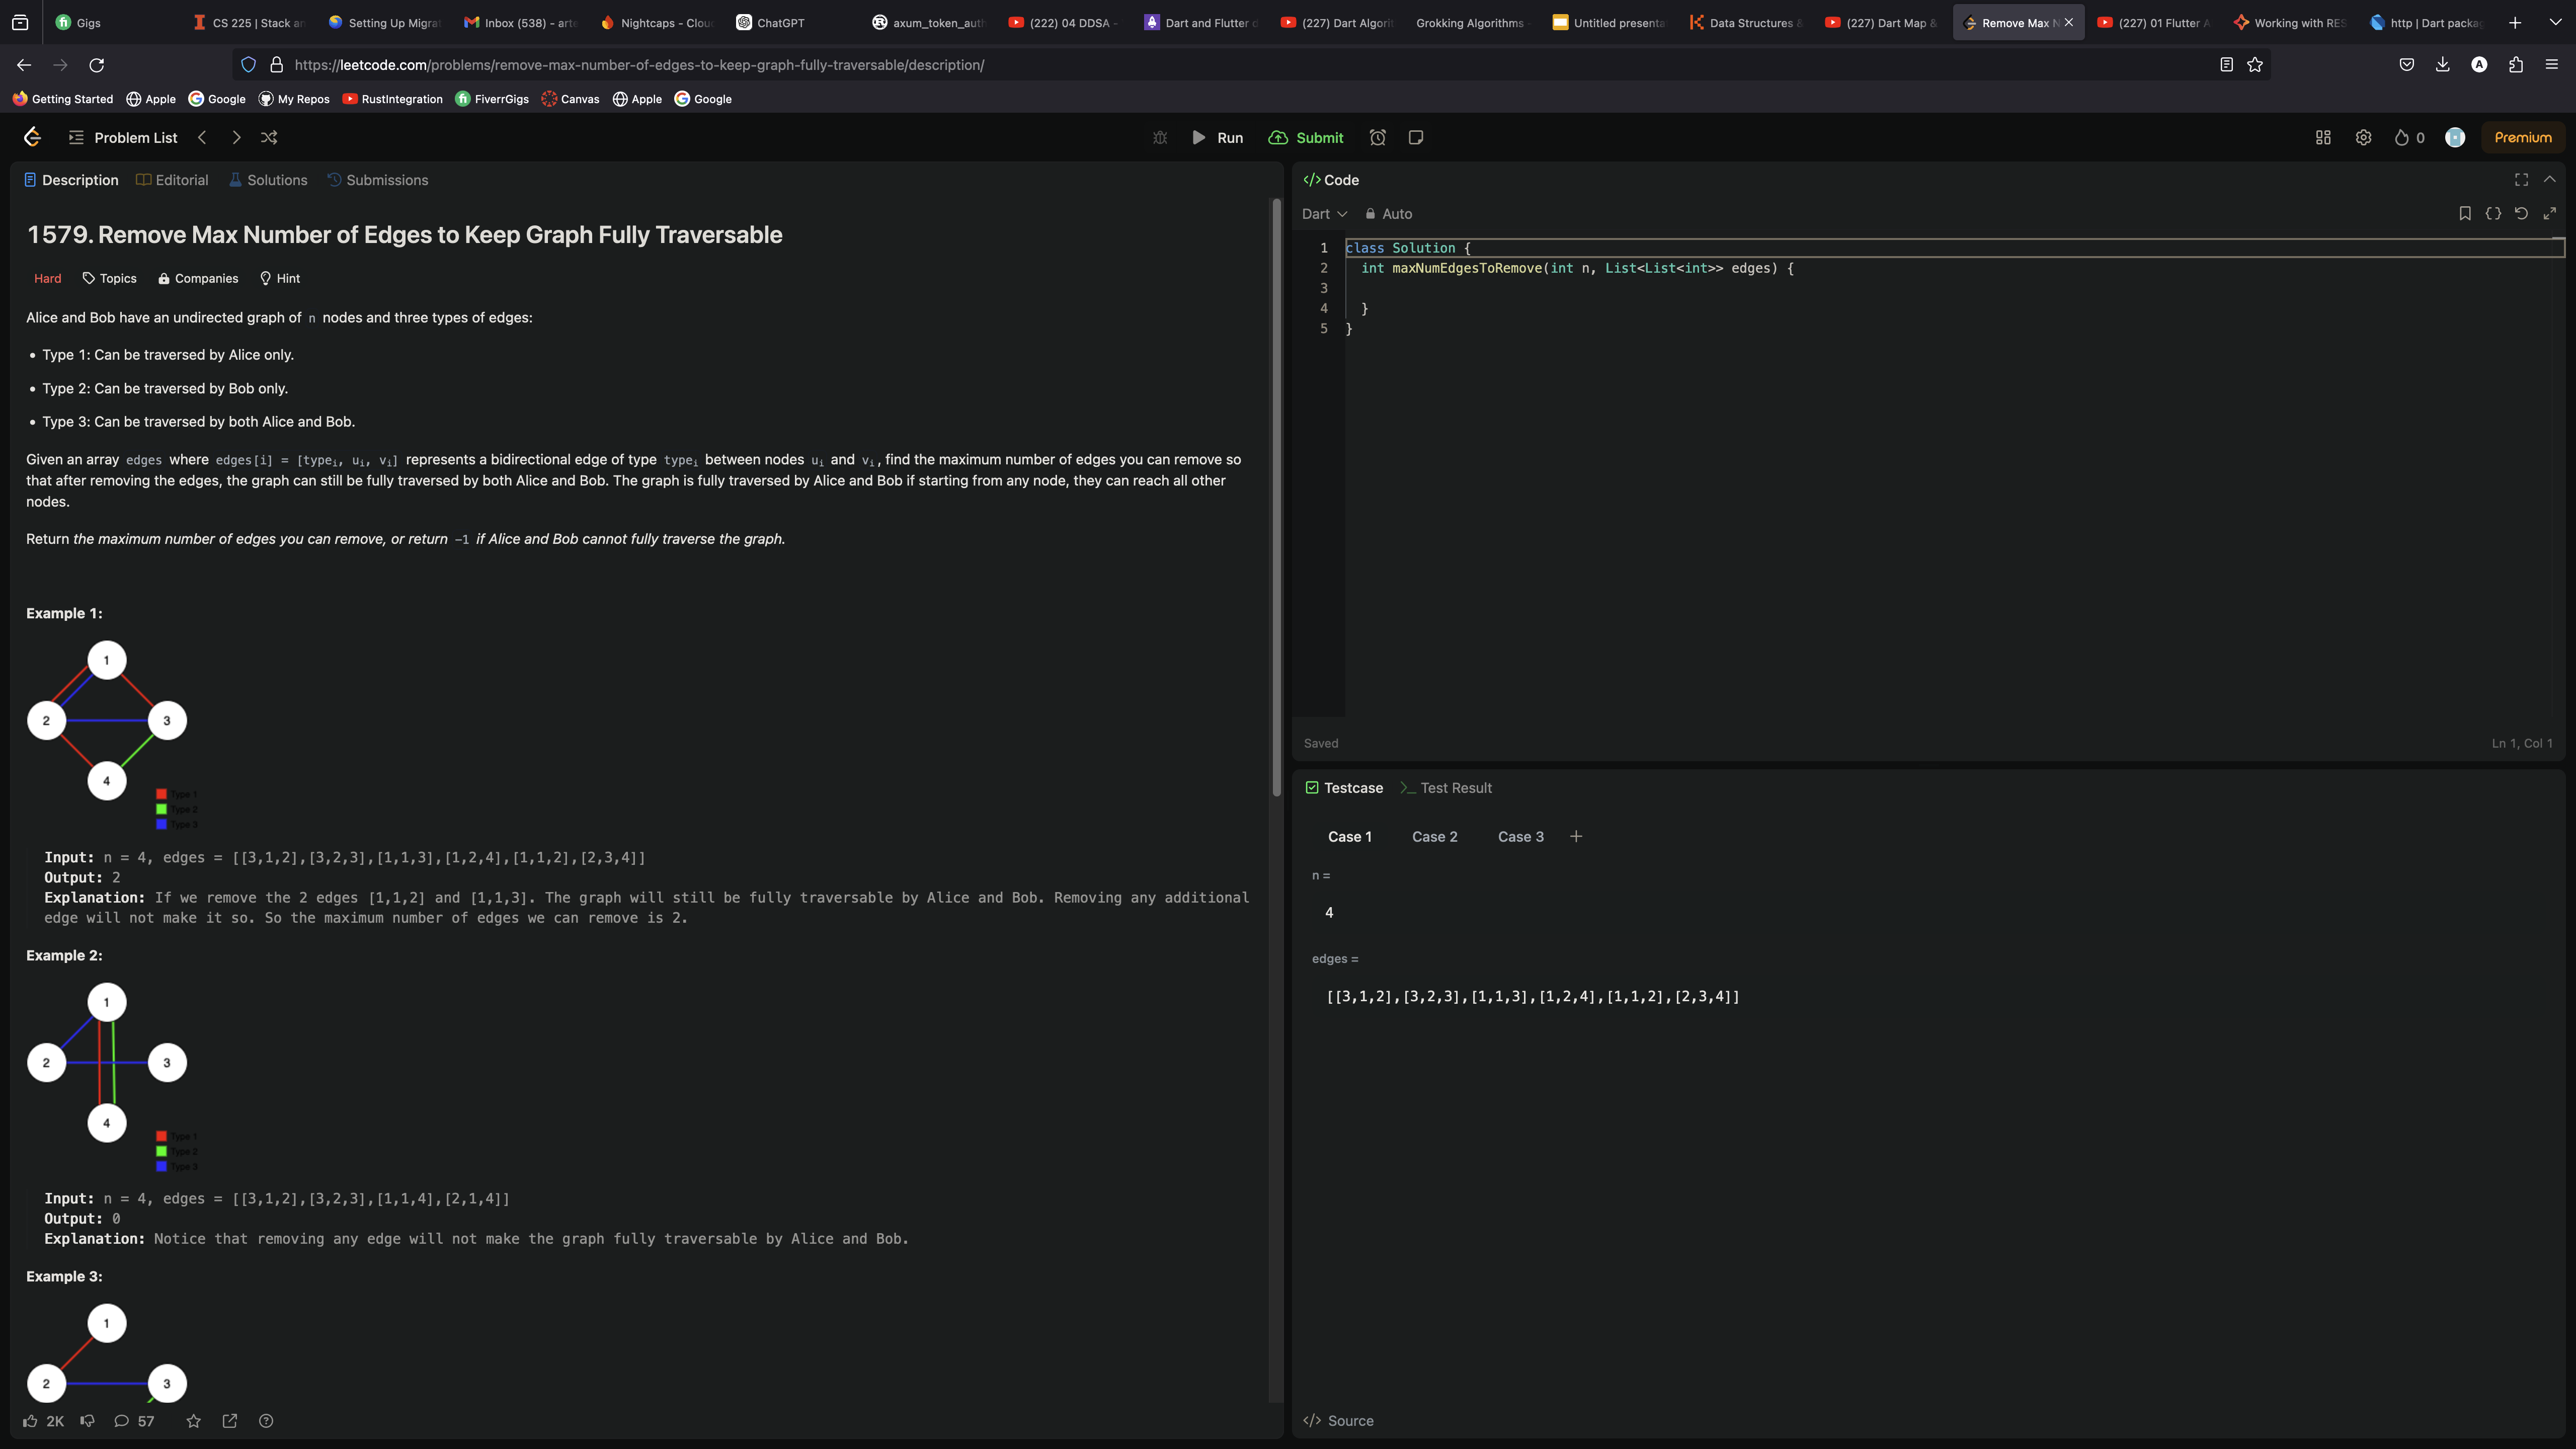 Gigs
CS 225 | Stack an
Setting Up Migrat
Inbox (538) - arte
Nightcaps - Clou
ChatGPT
axum_token_auth
(222) 04 DDSA -
Dart and Flutter d
(227) Dart Algorit
Grokking Algorithms -
Untitled presenta
Data Structures &
(227) Dart Map &
Remove Max N
(227) 01 Flutter A
Working with RES
http | Dart packag
https://leetcode.com/problems/remove-max-number-of-edges-to-keep-graph-fully-traversable/description/
Getting Started Apple Google My Repos RustIntegration FiverrGigs Canvas Apple Google
Problem List Run Submit 0 Premium
Description Editorial Solutions Submissions
1579. Remove Max Number of Edges to Keep Graph Fully Traversable
Hard Topics Companies Hint
Alice and Bob have an undirected graph of n nodes and three types of edges:
• Type 1: Can be traversed by Alice only.
• Type 2: Can be traversed by Bob only.
• Type 3: Can be traversed by both Alice and Bob.
Given an array edges where edges[i] = [typeᵢ, uᵢ, vᵢ] represents a bidirectional edge of type typeᵢ between nodes uᵢ and vᵢ, find the maximum number of edges you can remove so
that after removing the edges, the graph can still be fully traversed by both Alice and Bob. The graph is fully traversed by Alice and Bob if starting from any node, they can reach all other
nodes.
Return the maximum number of edges you can remove, or return -1 if Alice and Bob cannot fully traverse the graph.
Example 1:
1
2 3
4
Type 1
Type 2
Type 3
Input: n = 4, edges = [[3,1,2],[3,2,3],[1,1,3],[1,2,4],[1,1,2],[2,3,4]]
Output: 2
Explanation: If we remove the 2 edges [1,1,2] and [1,1,3]. The graph will still be fully traversable by Alice and Bob. Removing any additional
edge will not make it so. So the maximum number of edges we can remove is 2.
Example 2:
1
2 3
4
Type 1
Type 2
Type 3
Input: n = 4, edges = [[3,1,2],[3,2,3],[1,1,4],[2,1,4]]
Output: 0
Explanation: Notice that removing any edge will not make the graph fully traversable by Alice and Bob.
Example 3:
1
2 3
2K 57
</> Code
Dart Auto
1 class Solution {
2 int maxNumEdgesToRemove(int n, List<List<int>> edges) {
3
4 }
5 }
Saved Ln 1, Col 1
Testcase >_ Test Result
Case 1 Case 2 Case 3 +
n =
4
edges =
[[3,1,2],[3,2,3],[1,1,3],[1,2,4],[1,1,2],[2,3,4]]
</> Source